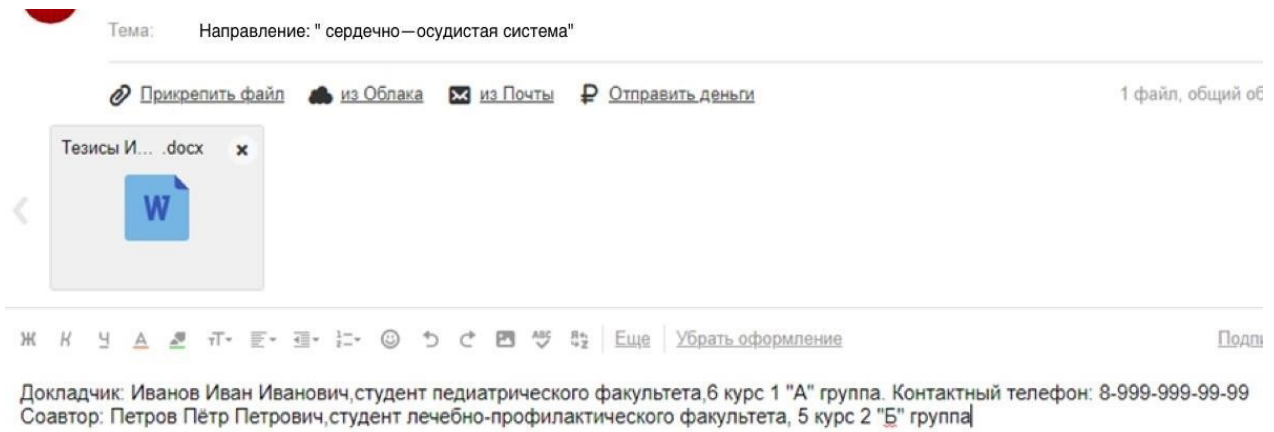 Тема: Направление: " сердечно—осудистая система"
Прикрепить файл из Облака из Почты Отправить деньги 1 файл, общий об
Тезисы И... .docx
W
Ж К Ч А тТ ABC Еще Убрать оформление Подпи
Докладчик: Иванов Иван Иванович,студент педиатрического факультета,6 курс 1 "А" группа. Контактный телефон: 8-999-999-99-99
Соавтор: Петров Пётр Петрович,студент лечебно-профилактического факультета, 5 курс 2 "Б" группа